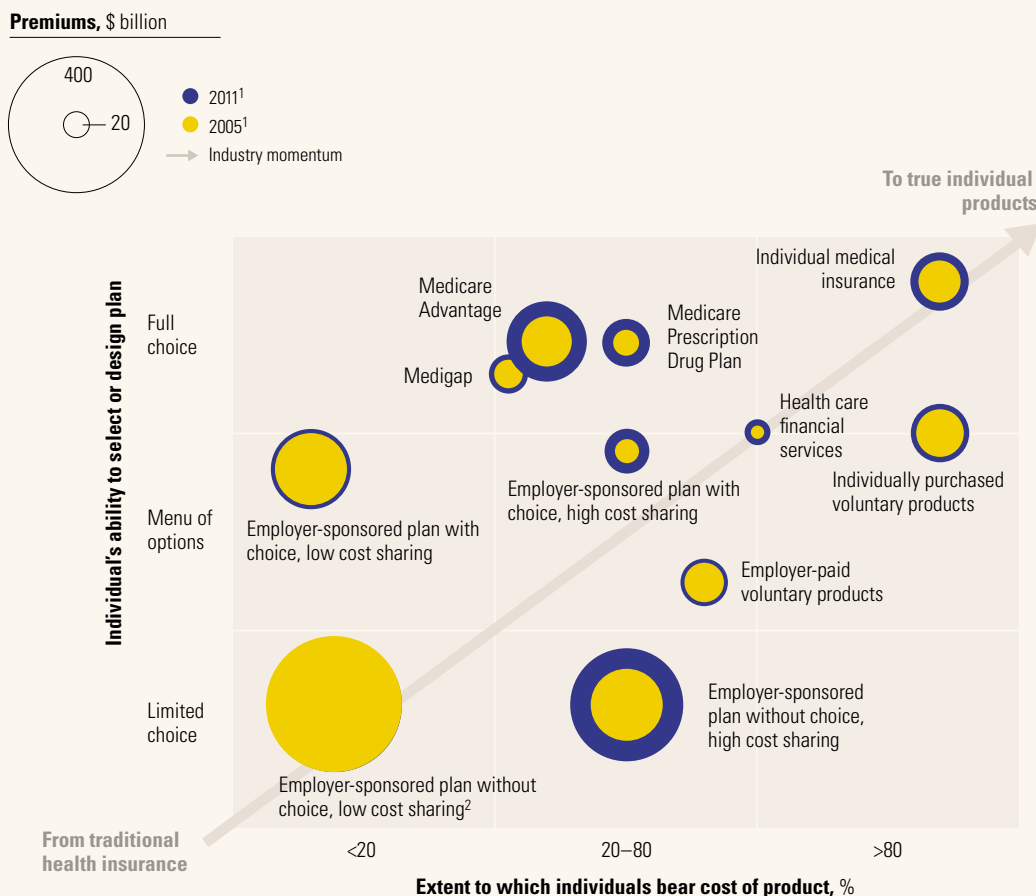 Premiums, $ billion
400
20
2011¹
2005¹
Industry momentum
To true individual
products
Individual's ability to select or design plan
Full
choice
Menu of
options
Limited
choice
Individual medical
insurance
Medicare
Advantage
Medicare
Prescription
Drug Plan
Medigap
Health care
financial
services
Individually purchased
voluntary products
Employer-sponsored plan with
choice, high cost sharing
Employer-sponsored plan with
choice, low cost sharing
Employer-paid
voluntary products
Employer-sponsored
plan without choice,
high cost sharing
Employer-sponsored plan without
choice, low cost sharing²
From traditional
health insurance
<20
20–80
>80
Extent to which individuals bear cost of product, %